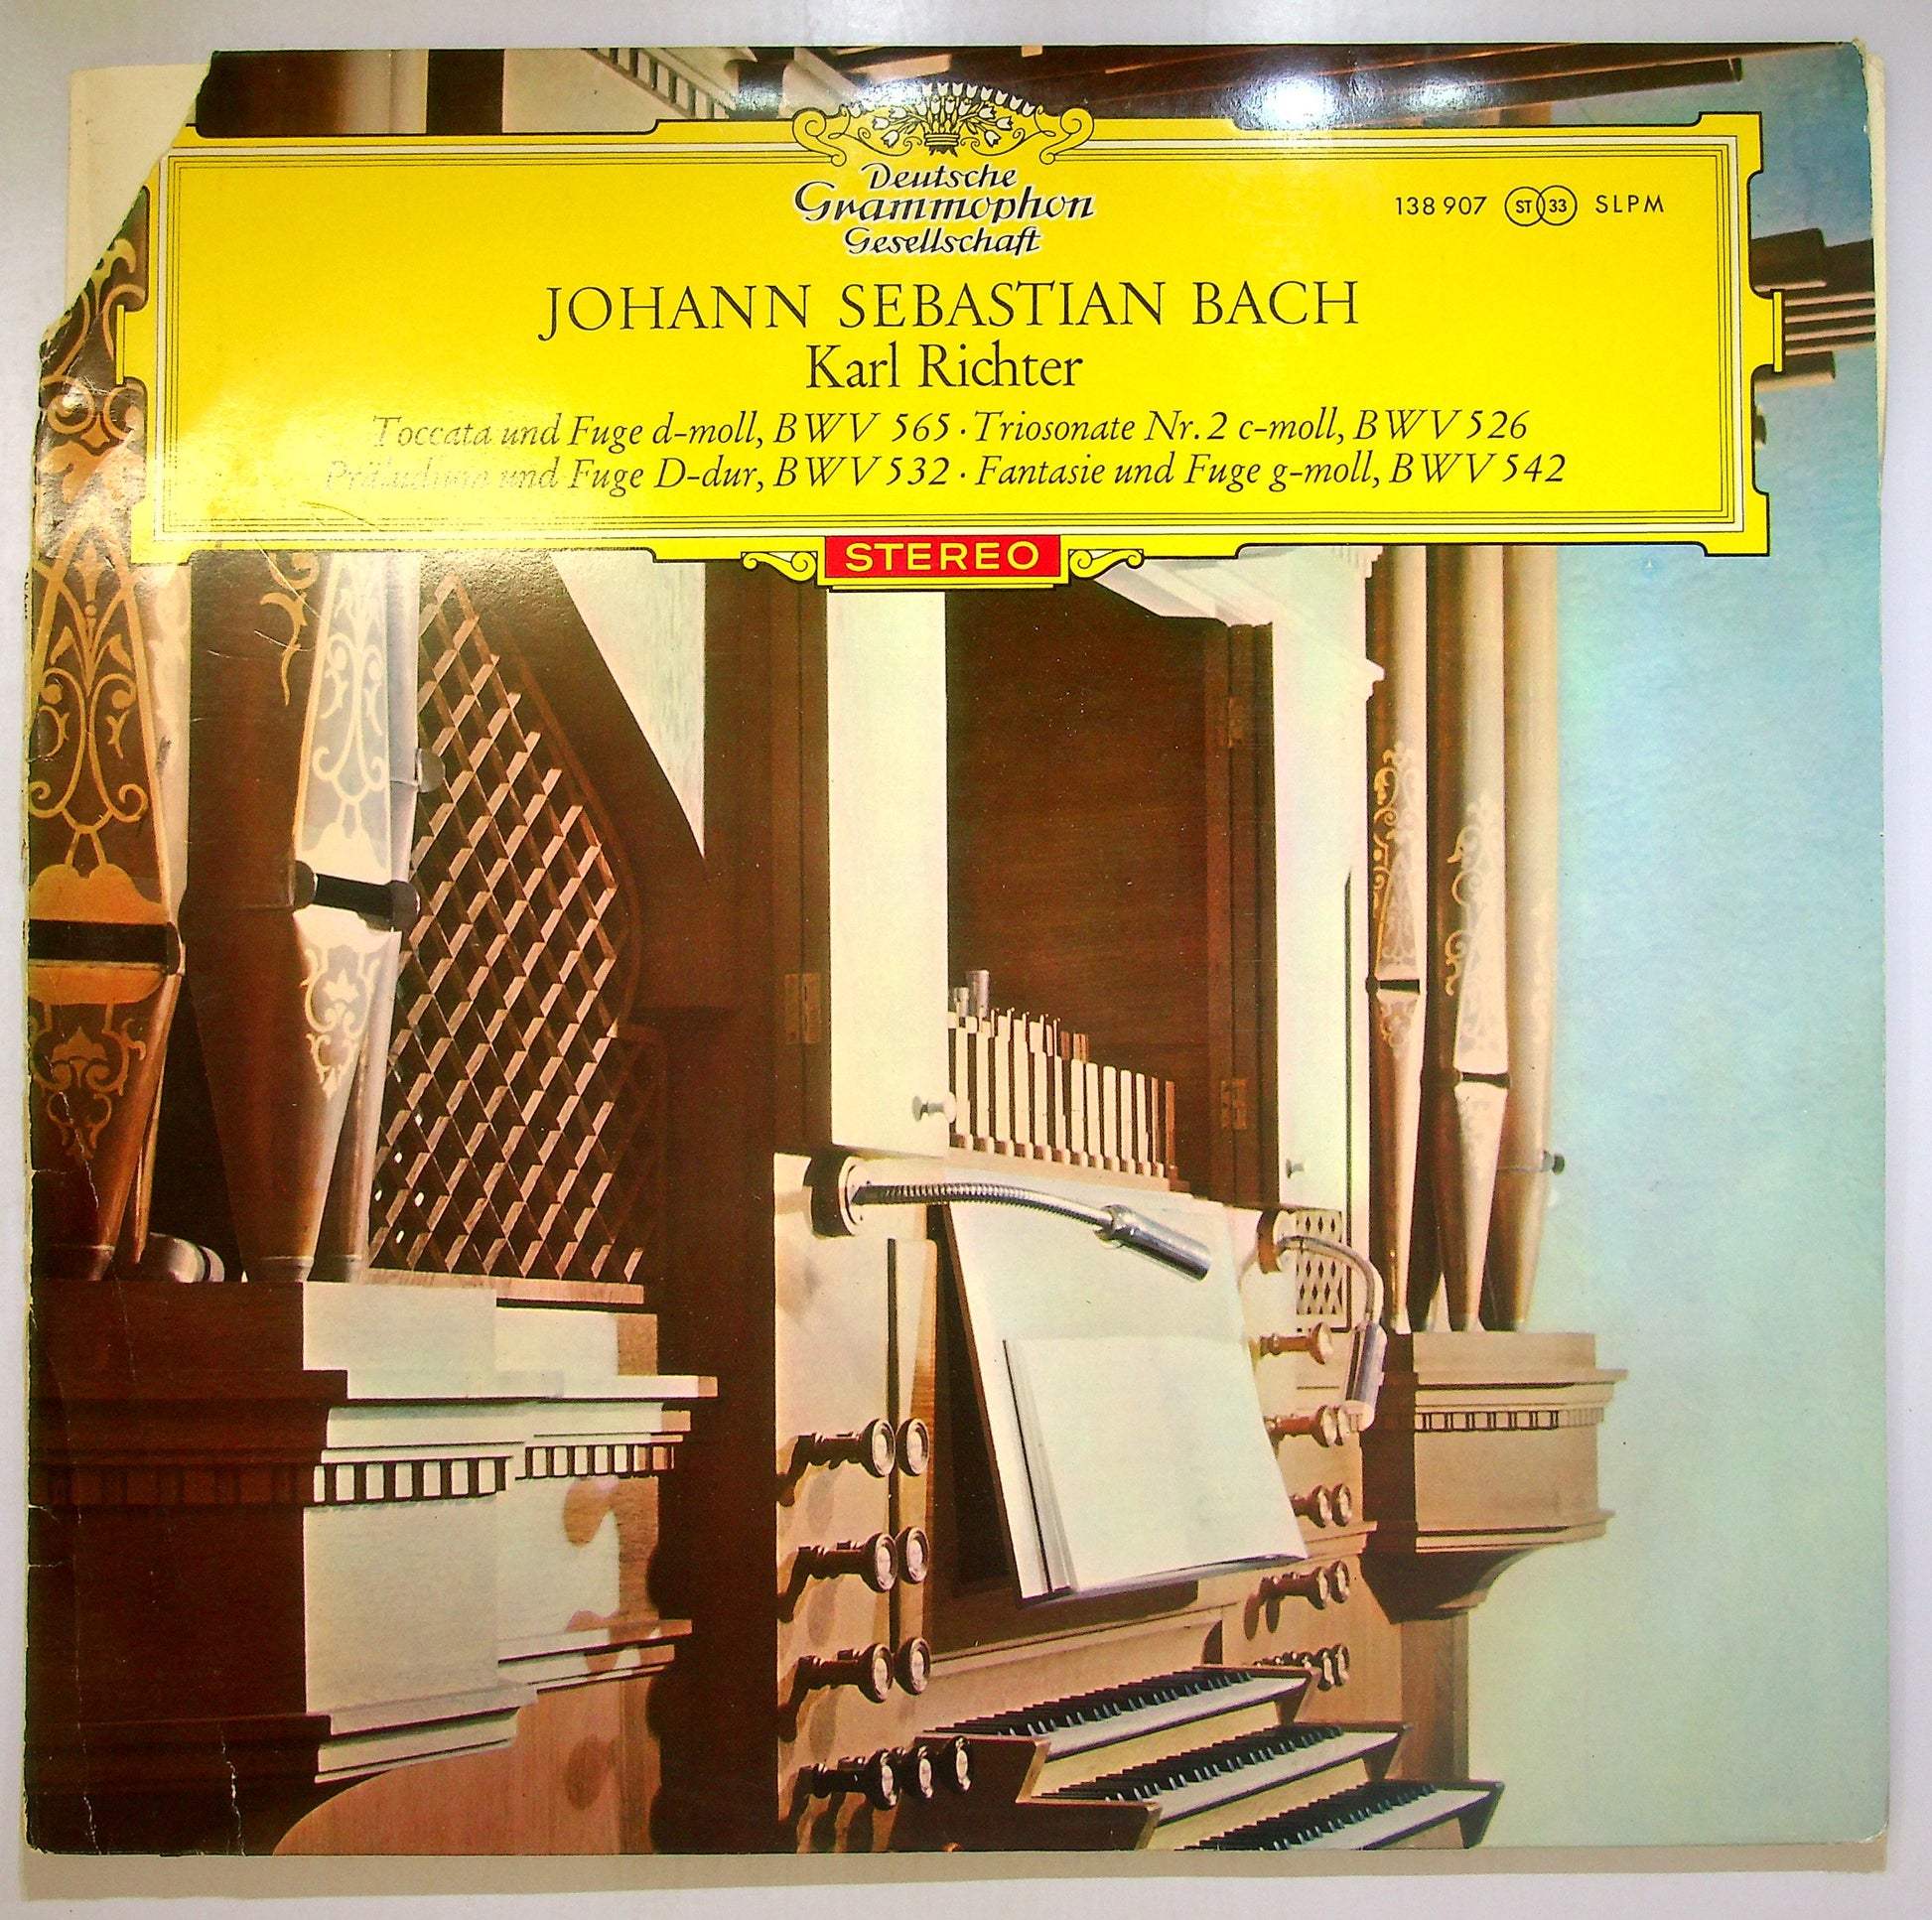 Deutsche
Grammophon
Gesellschaft
138 907 ST 33 SLPM
JOHANN SEBASTIAN BACH
Karl Richter
Toccata und Fuge d-moll, BWV 565 · Triosonate Nr. 2 c-moll, BWV 526
Präludium und Fuge D-dur, BWV 532 · Fantasie und Fuge g-moll, BWV 542
STEREO